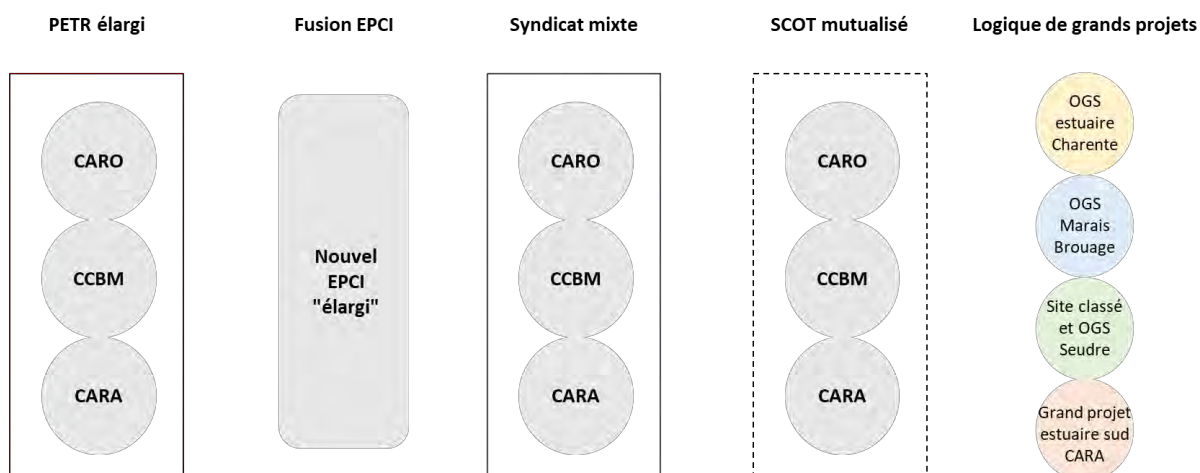 PETR élargi
Fusion EPCI
Syndicat mixte
SCOT mutualisé
Logique de grands projets
CARO
CCBM
CARA
Nouvel
EPCI
"élargi"
CARO
CCBM
CARA
CARO
CCBM
CARA
OGS
estuaire
Charente
OGS
Marais
Brouage
Site classé
et OGS
Seudre
Grand projet
estuaire sud
CARA